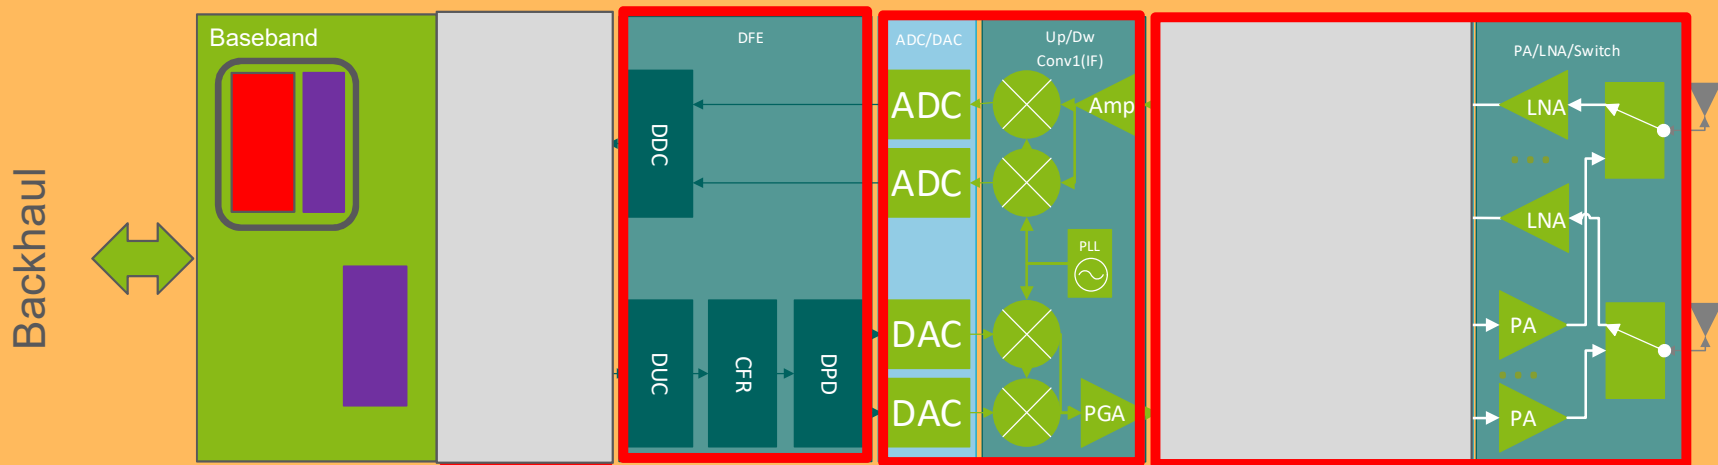 Backhaul
Baseband
DFE
DDC
DUC
CFR
DPD
ADC/DAC
ADC
ADC
DAC
DAC
Up/Dw
Conv1(IF)
Amp
PLL
PGA
PA/LNA/Switch
LNA
LNA
PA
PA